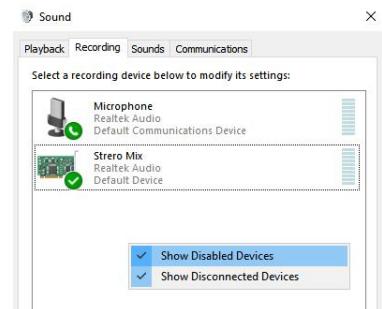 Sound
Playback Recording Sounds Communications
Select a recording device below to modify its settings:
Microphone
Realtek Audio
Default Communications Device
Strero Mix
Realtek Audio
Default Device
Show Disabled Devices
Show Disconnected Devices